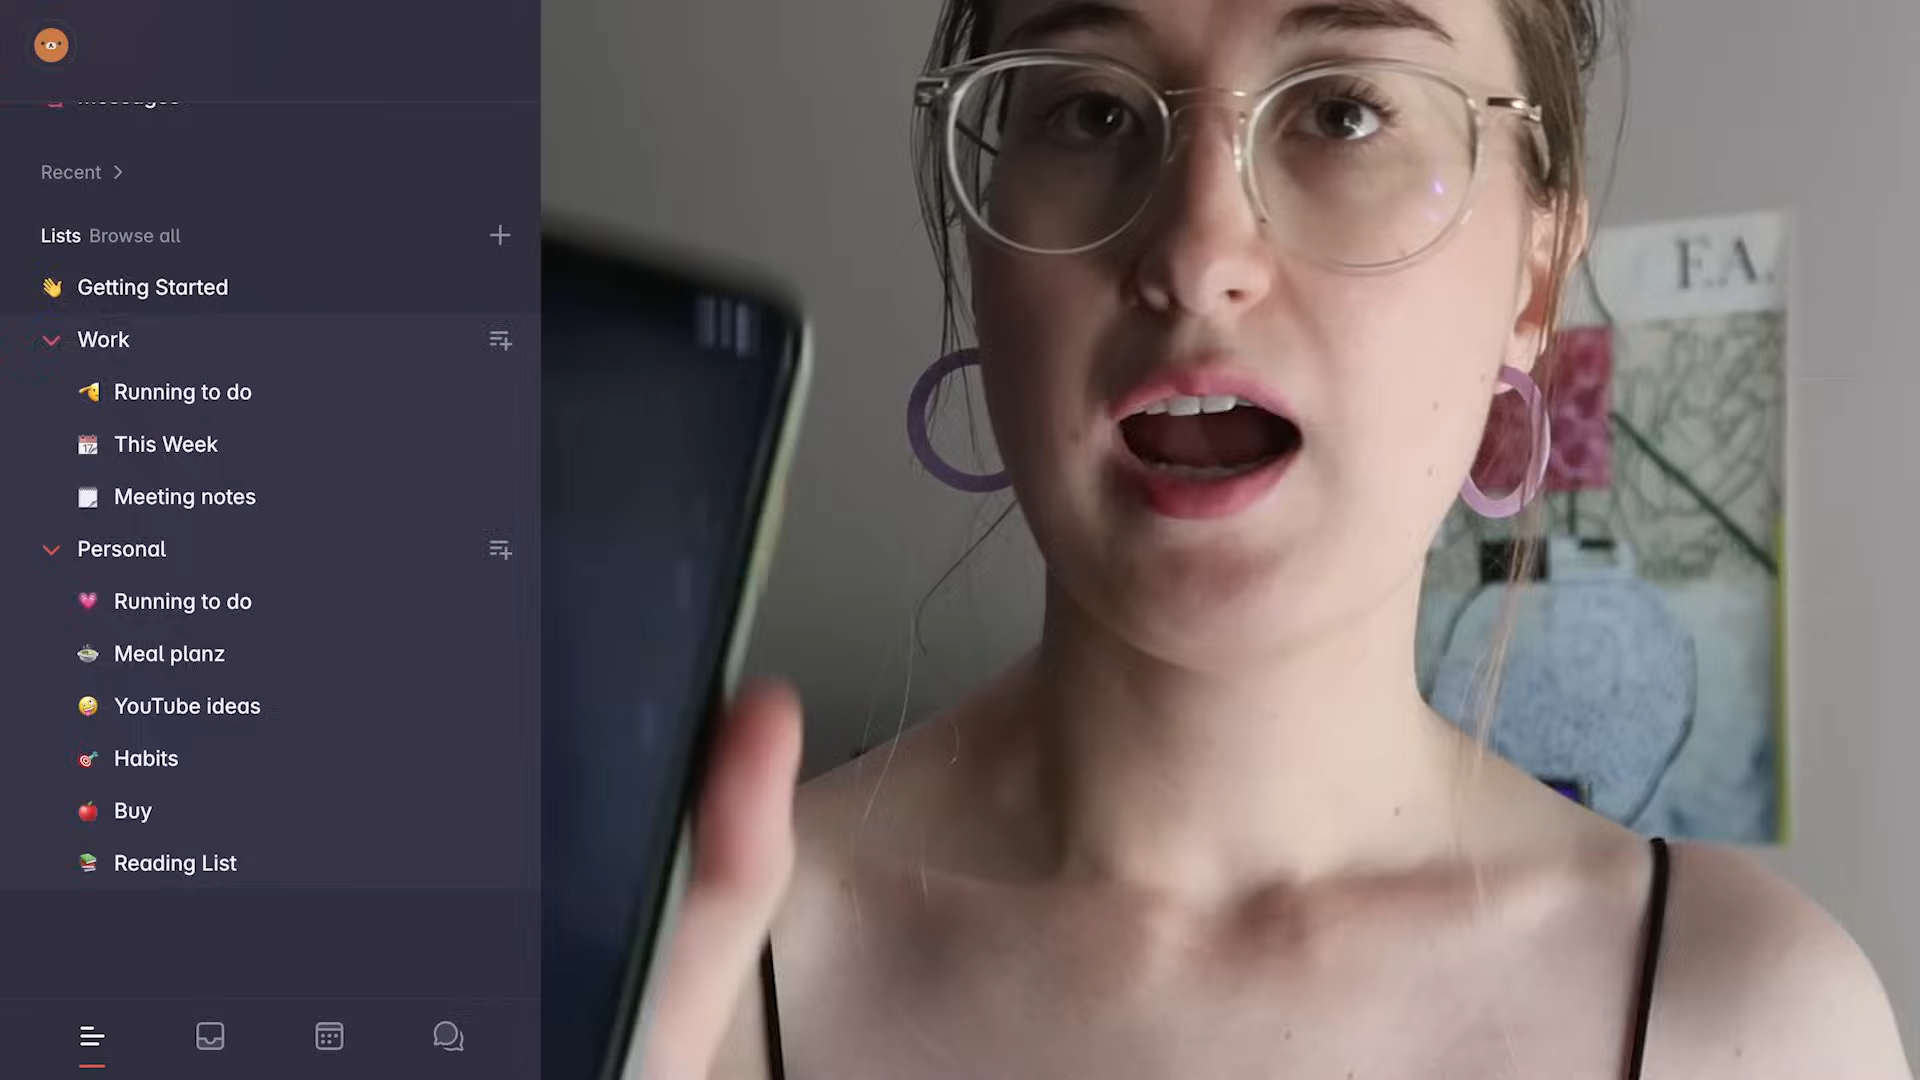 Messages
Recent
Lists Browse all
Getting Started
Work
Running to do
This Week
Meeting notes
Personal
Running to do
Meal planz
YouTube ideas
Habits
Buy
Reading List
F.A.